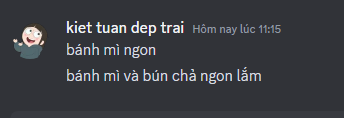 kiet tuan dep trai Hôm nay lúc 11:15
bánh mì ngon
bánh mì và bún chả ngon lắm